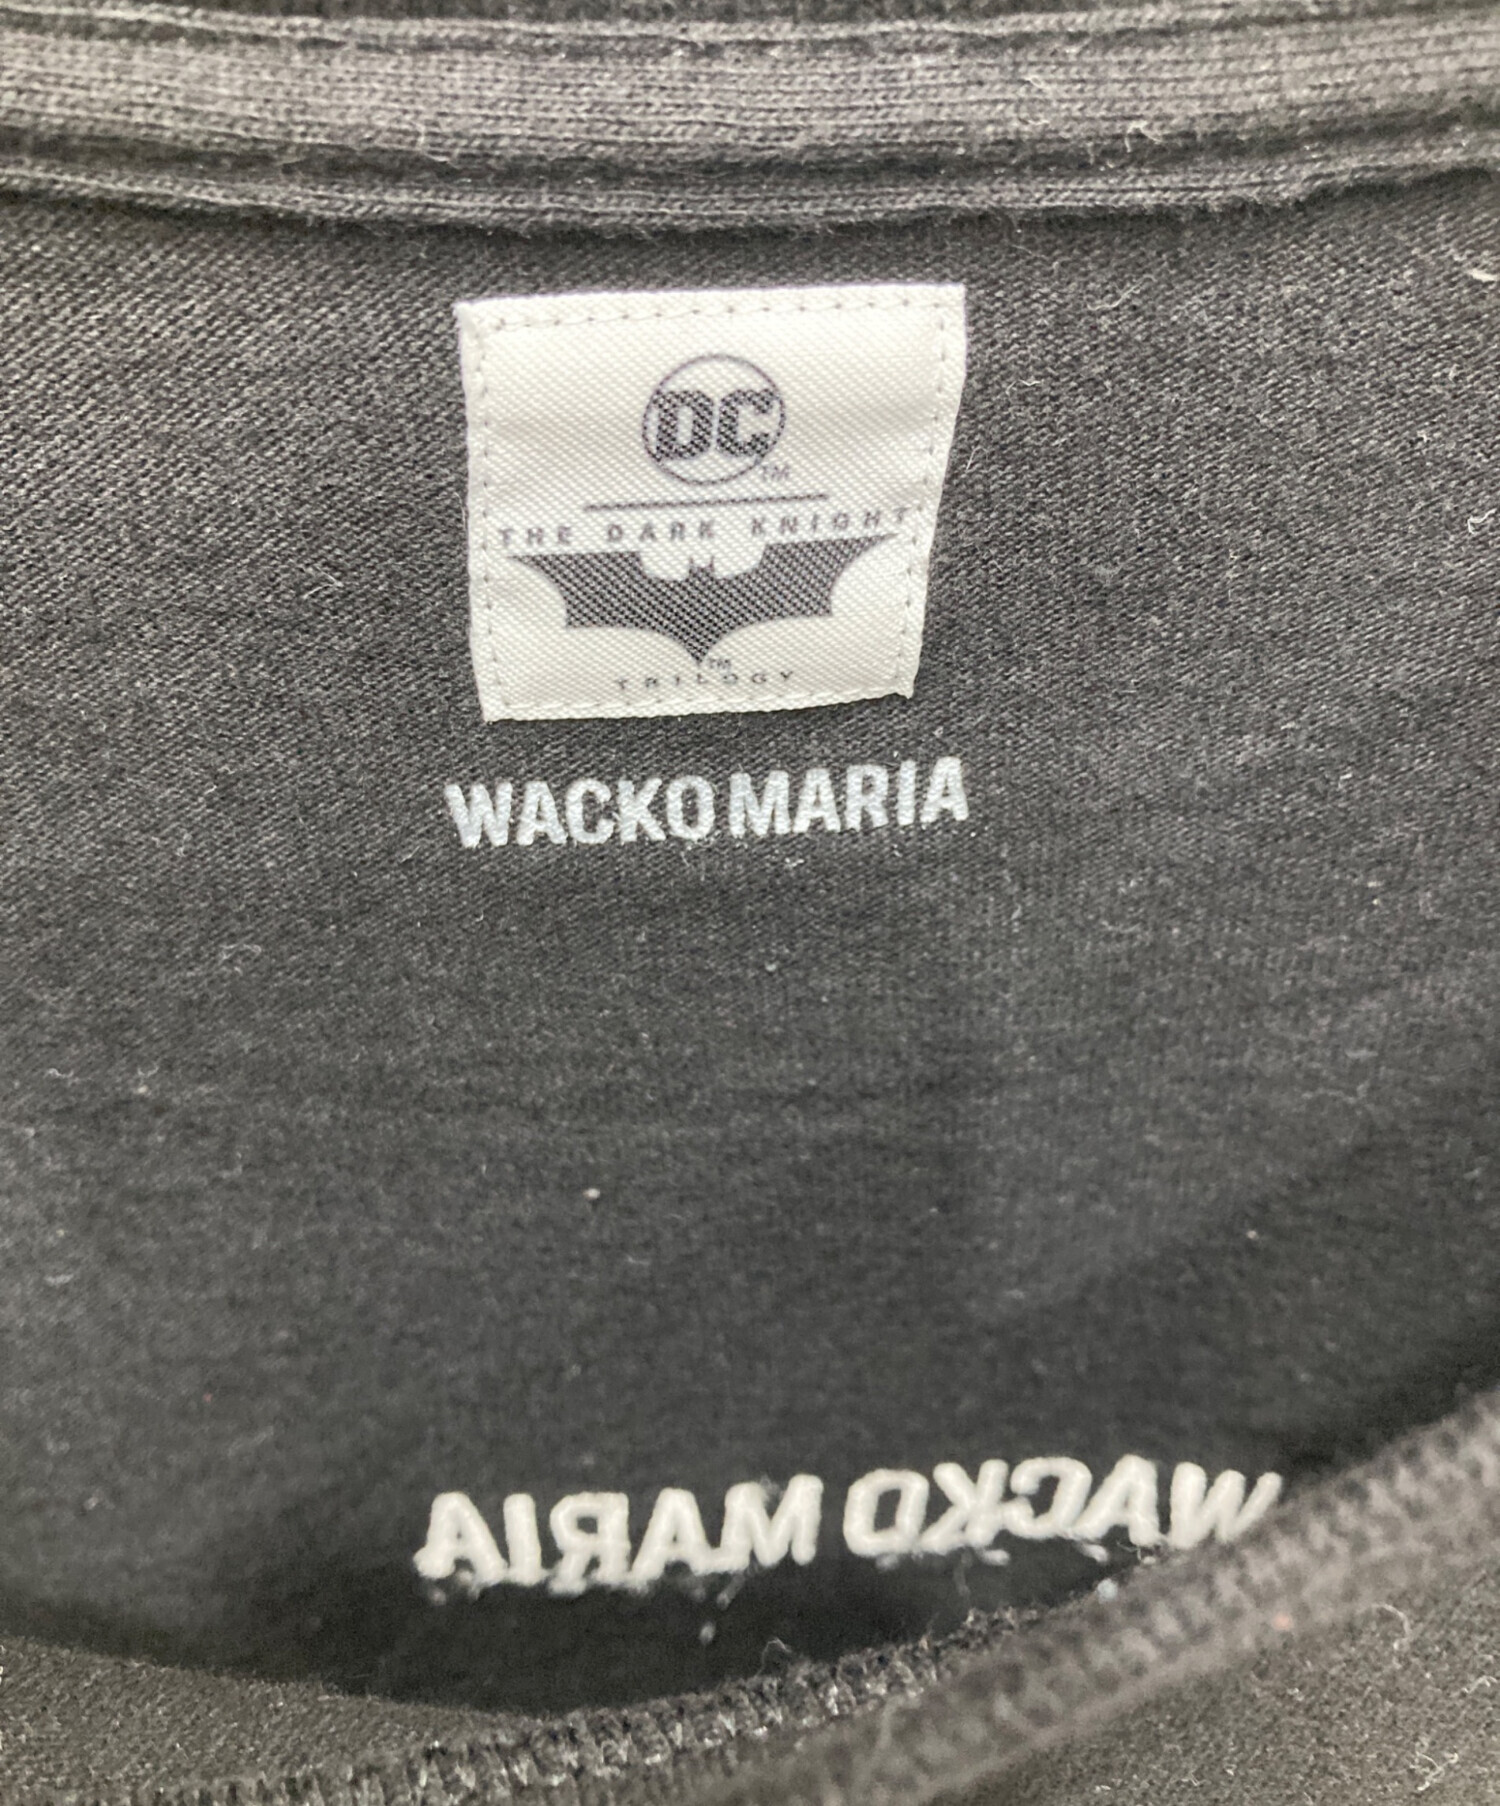 DC
TM
THE DARK KNIGHT
TM
TRILOGY
WACKO MARIA
WACKO MARIA